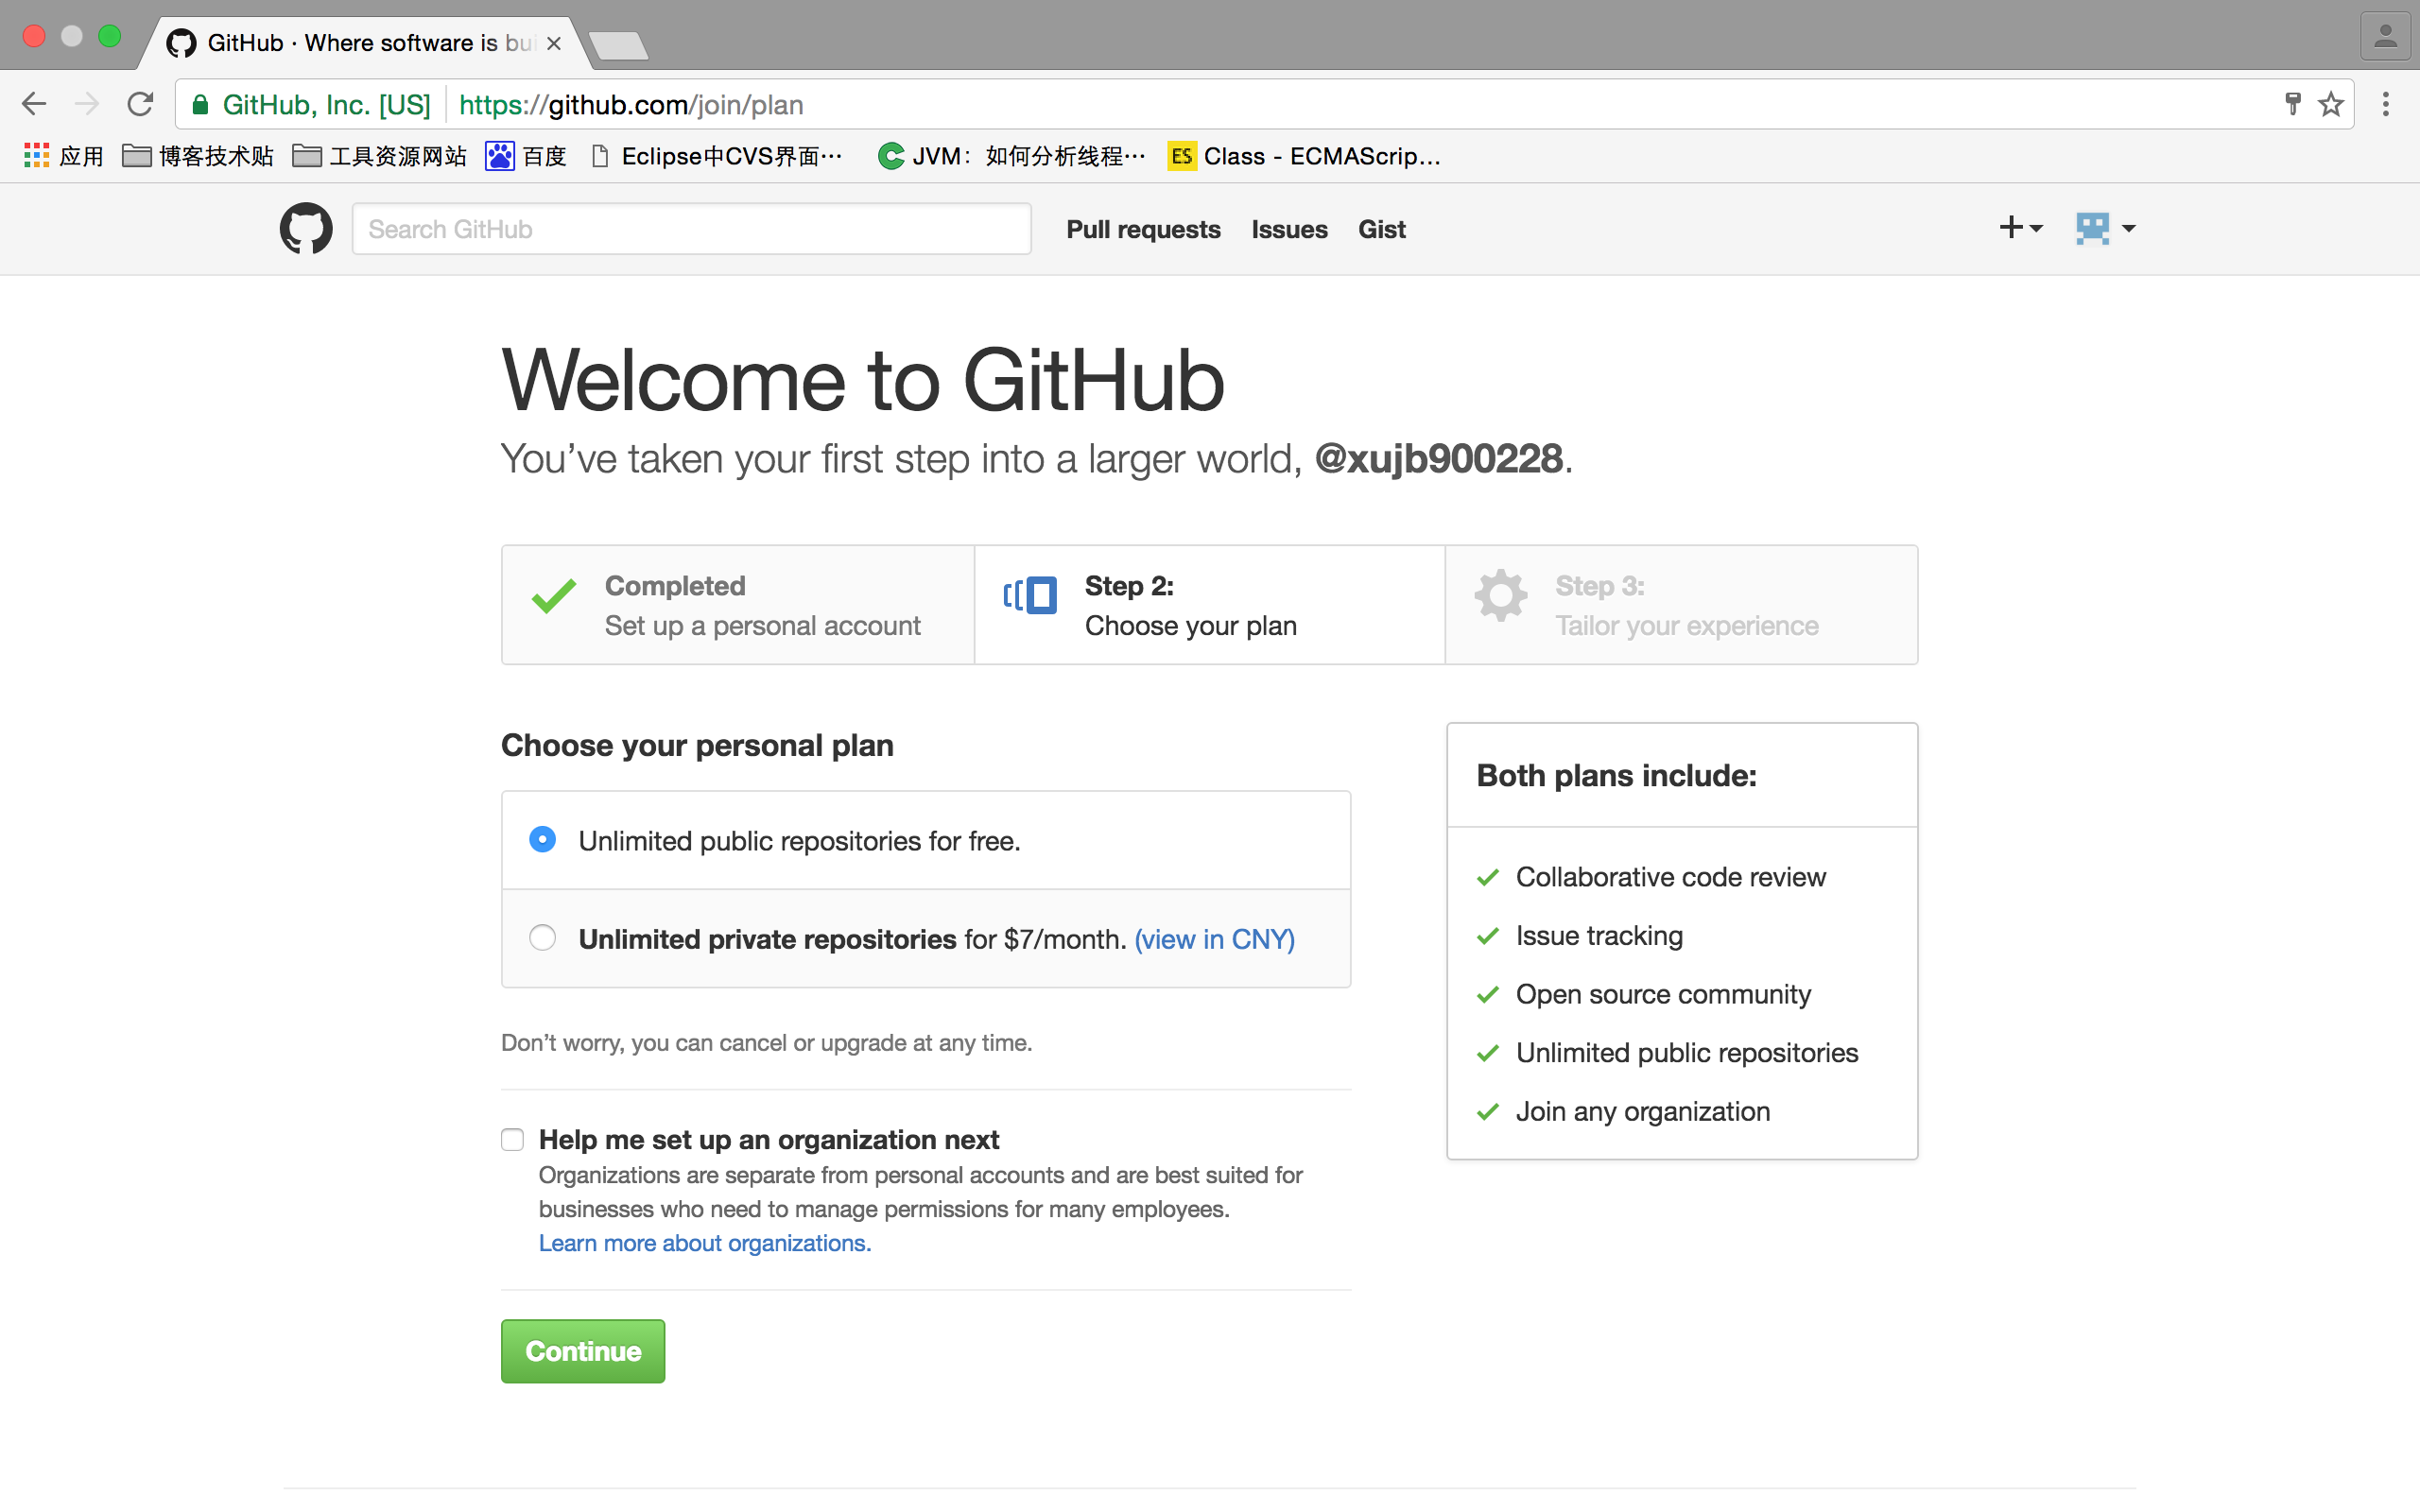 GitHub · Where software is bui
GitHub, Inc. [US] https://github.com/join/plan
应用 博客技术贴 工具资源网站 百度 Eclipse中CVS界面… JVM：如何分析线程… ES Class - ECMAScrip…
Search GitHub Pull requests Issues Gist
Welcome to GitHub
You’ve taken your first step into a larger world, @xujb900228.
Completed
Set up a personal account
Step 2:
Choose your plan
Step 3:
Tailor your experience
Choose your personal plan
Unlimited public repositories for free.
Unlimited private repositories for $7/month. (view in CNY)
Don’t worry, you can cancel or upgrade at any time.
Help me set up an organization next
Organizations are separate from personal accounts and are best suited for
businesses who need to manage permissions for many employees.
Learn more about organizations.
Continue
Both plans include:
Collaborative code review
Issue tracking
Open source community
Unlimited public repositories
Join any organization